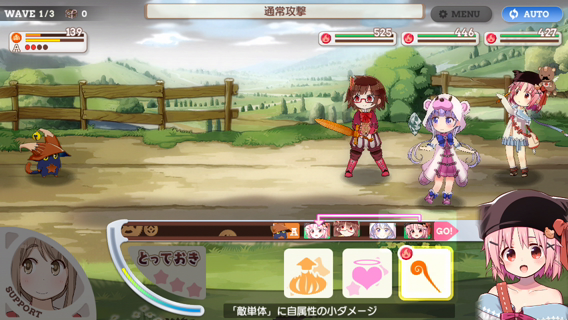 WAVE 1/3 0
通常攻撃
MENU
AUTO
139
A
525
446
427
A
GO!
SUPPORT
とっておき
「敵単体」に自属性の小ダメージ